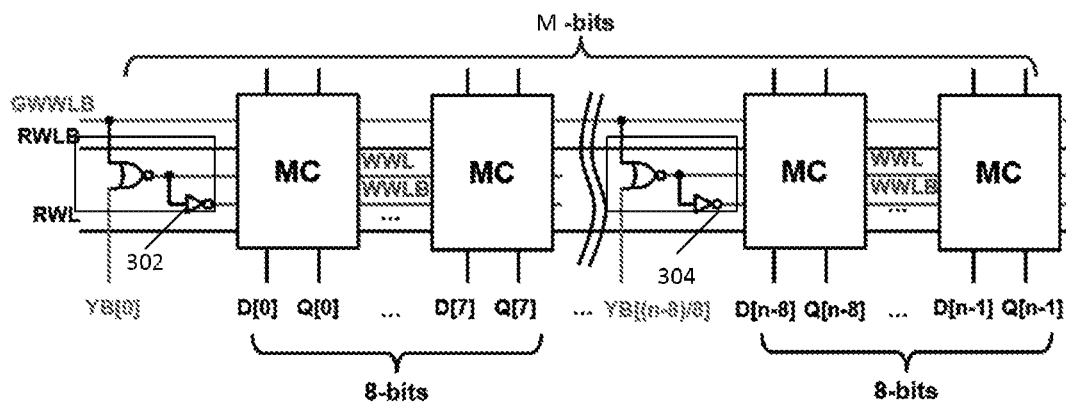 M -bits
GWWLB
RWLB
RWL
MC
MC
MC
MC
WWL
WWLB
...
WWL
WWLB
...
302
304
YB[0]
D[0] Q[0] ... D[7] Q[7] ... YB[(n-8)/8] D[n-8] Q[n-8] ... D[n-1] Q[n-1]
8-bits
8-bits